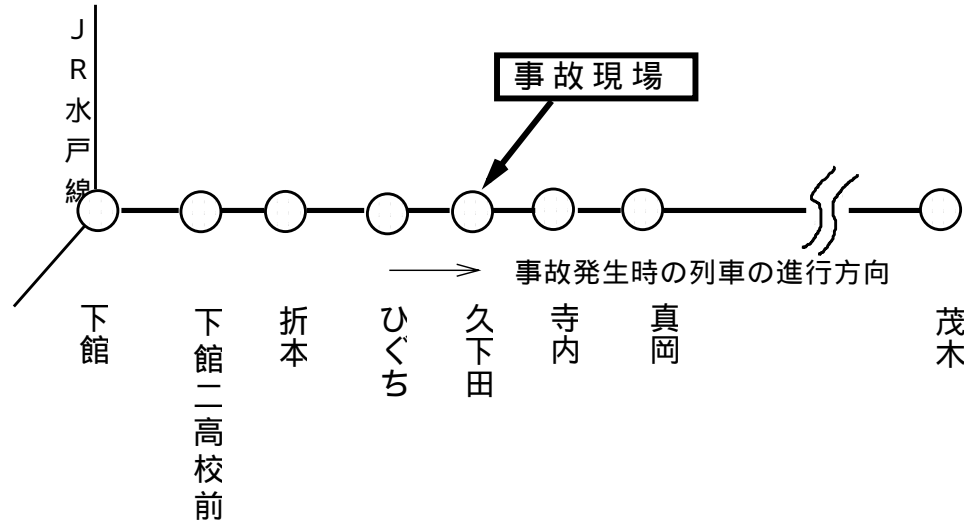 JR水戸線
事故現場
事故発生時の列車の進行方向
下館
下館二高校前
折本
ひぐち
久下田
寺内
真岡
茂木